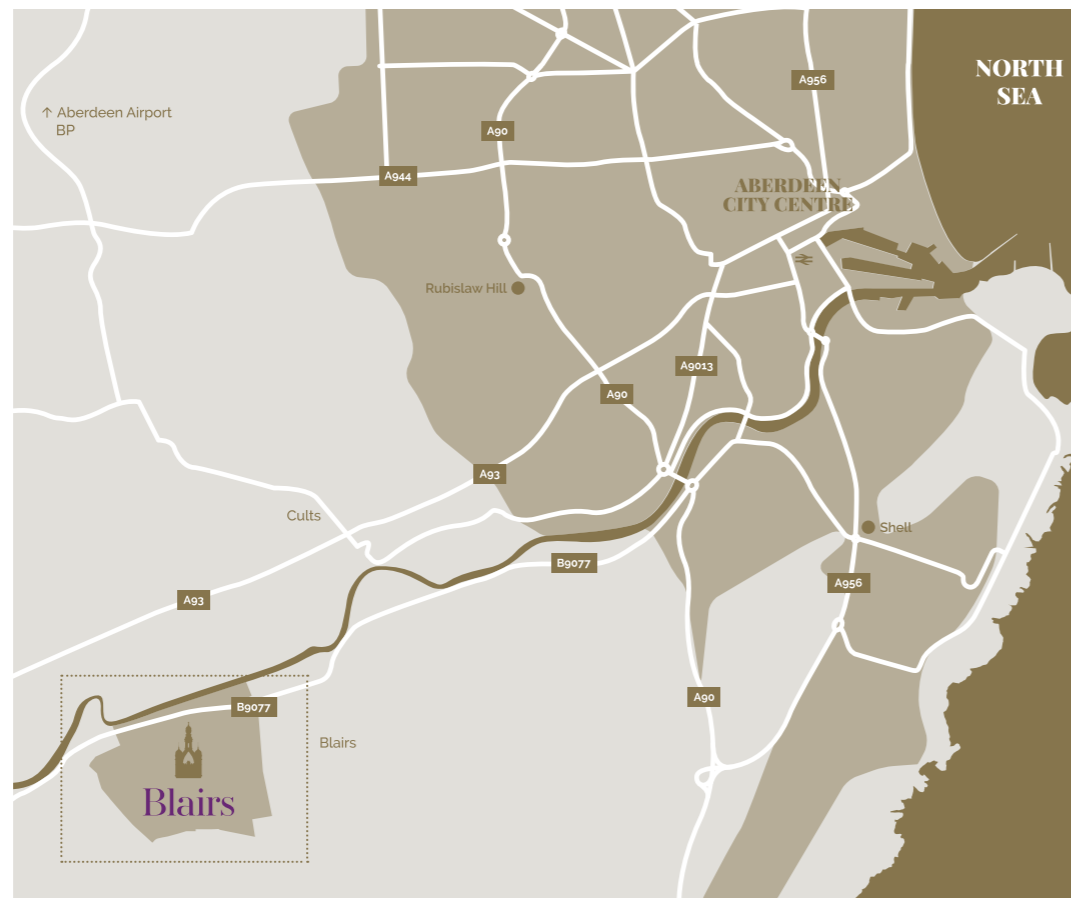 NORTH
SEA
A956
↑ Aberdeen Airport
BP
A90
A944
ABERDEEN
CITY CENTRE
Rubislaw Hill
A9013
A90
A93
Cults
Shell
B9077
A956
A93
A90
B9077
Blairs
Blairs